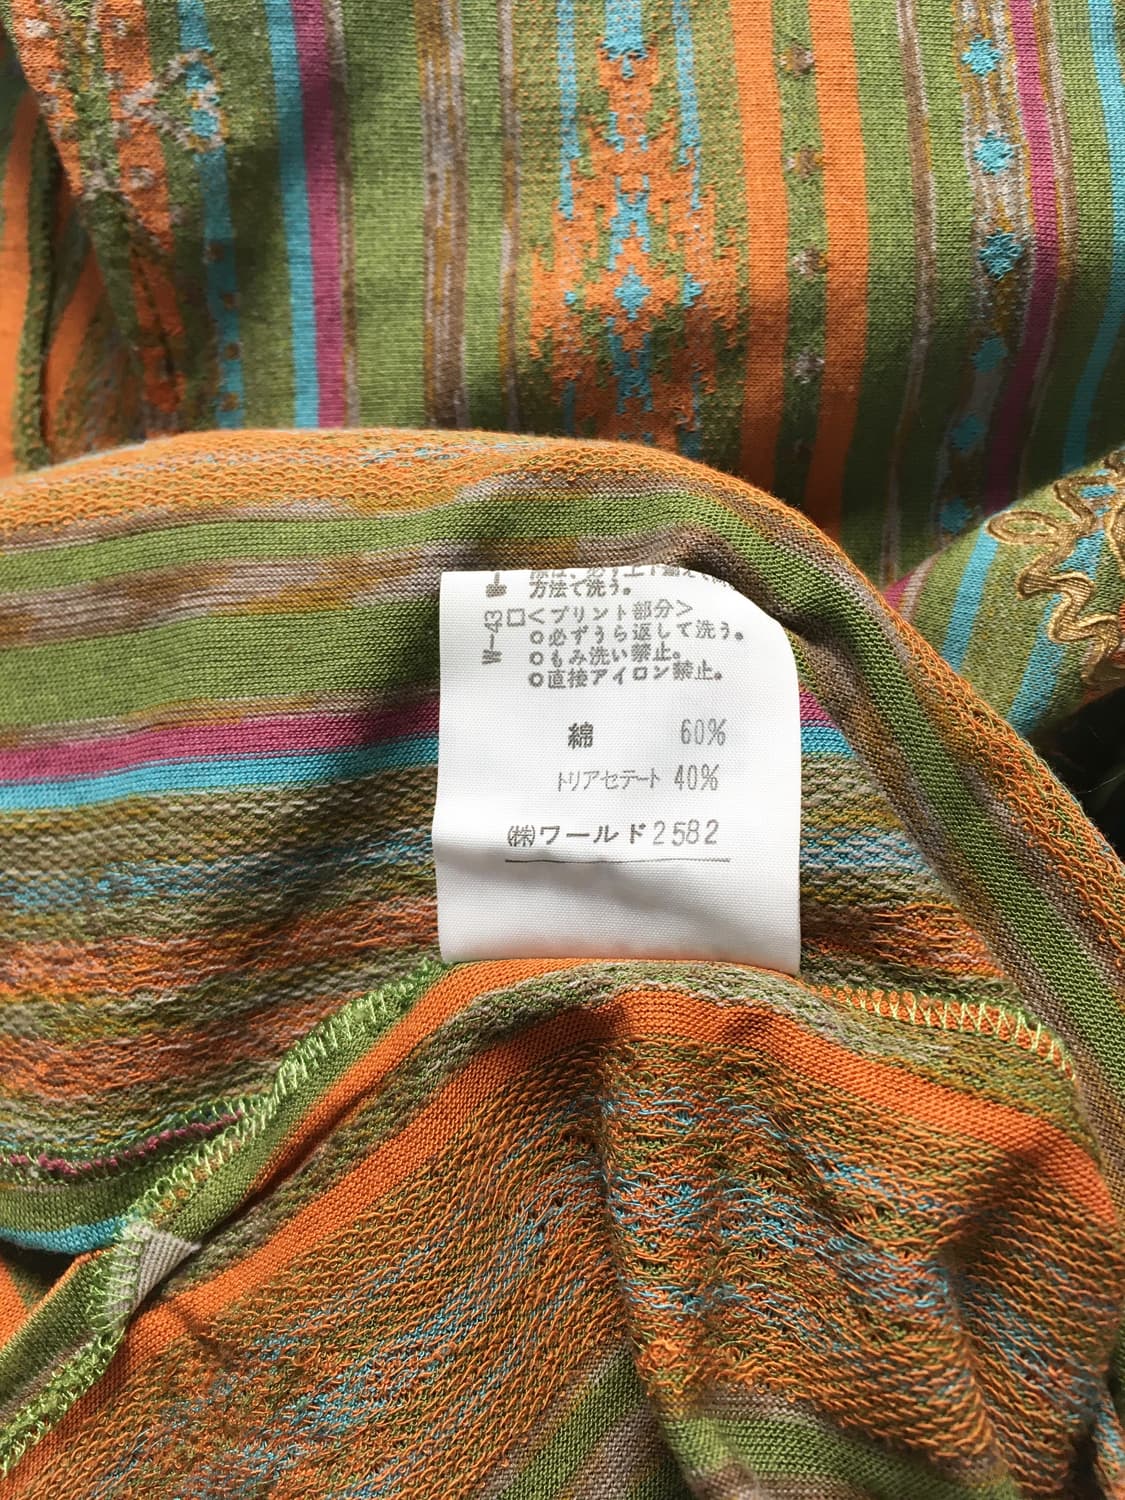 方法で洗う。
W-43
□<プリント部分>
○必ずうら返して洗う。
○もみ洗い禁止。
○直接アイロン禁止。
綿 60%
トリアセテート 40%
㈱ワールド2582